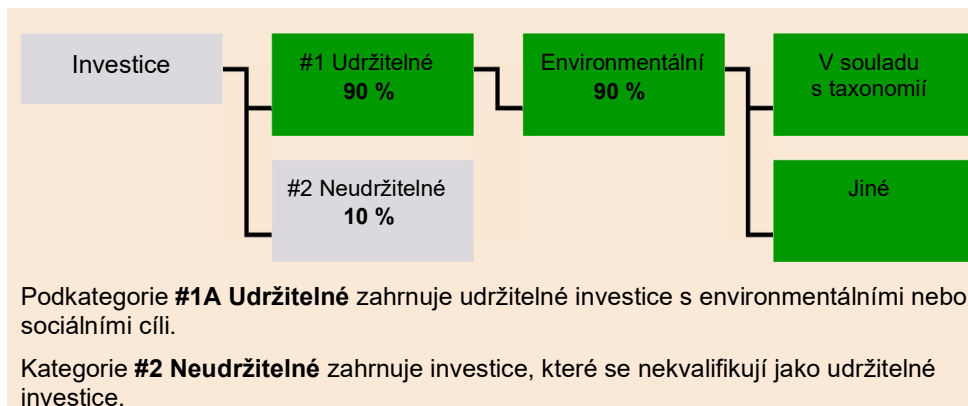 Investice
#1 Udržitelné
90 %
Environmentální
90 %
V souladu
s taxonomií
#2 Neudržitelné
10 %
Jiné
Podkategorie #1A Udržitelné zahrnuje udržitelné investice s environmentálními nebo
sociálními cíli.
Kategorie #2 Neudržitelné zahrnuje investice, které se nekvalifikují jako udržitelné
investice.